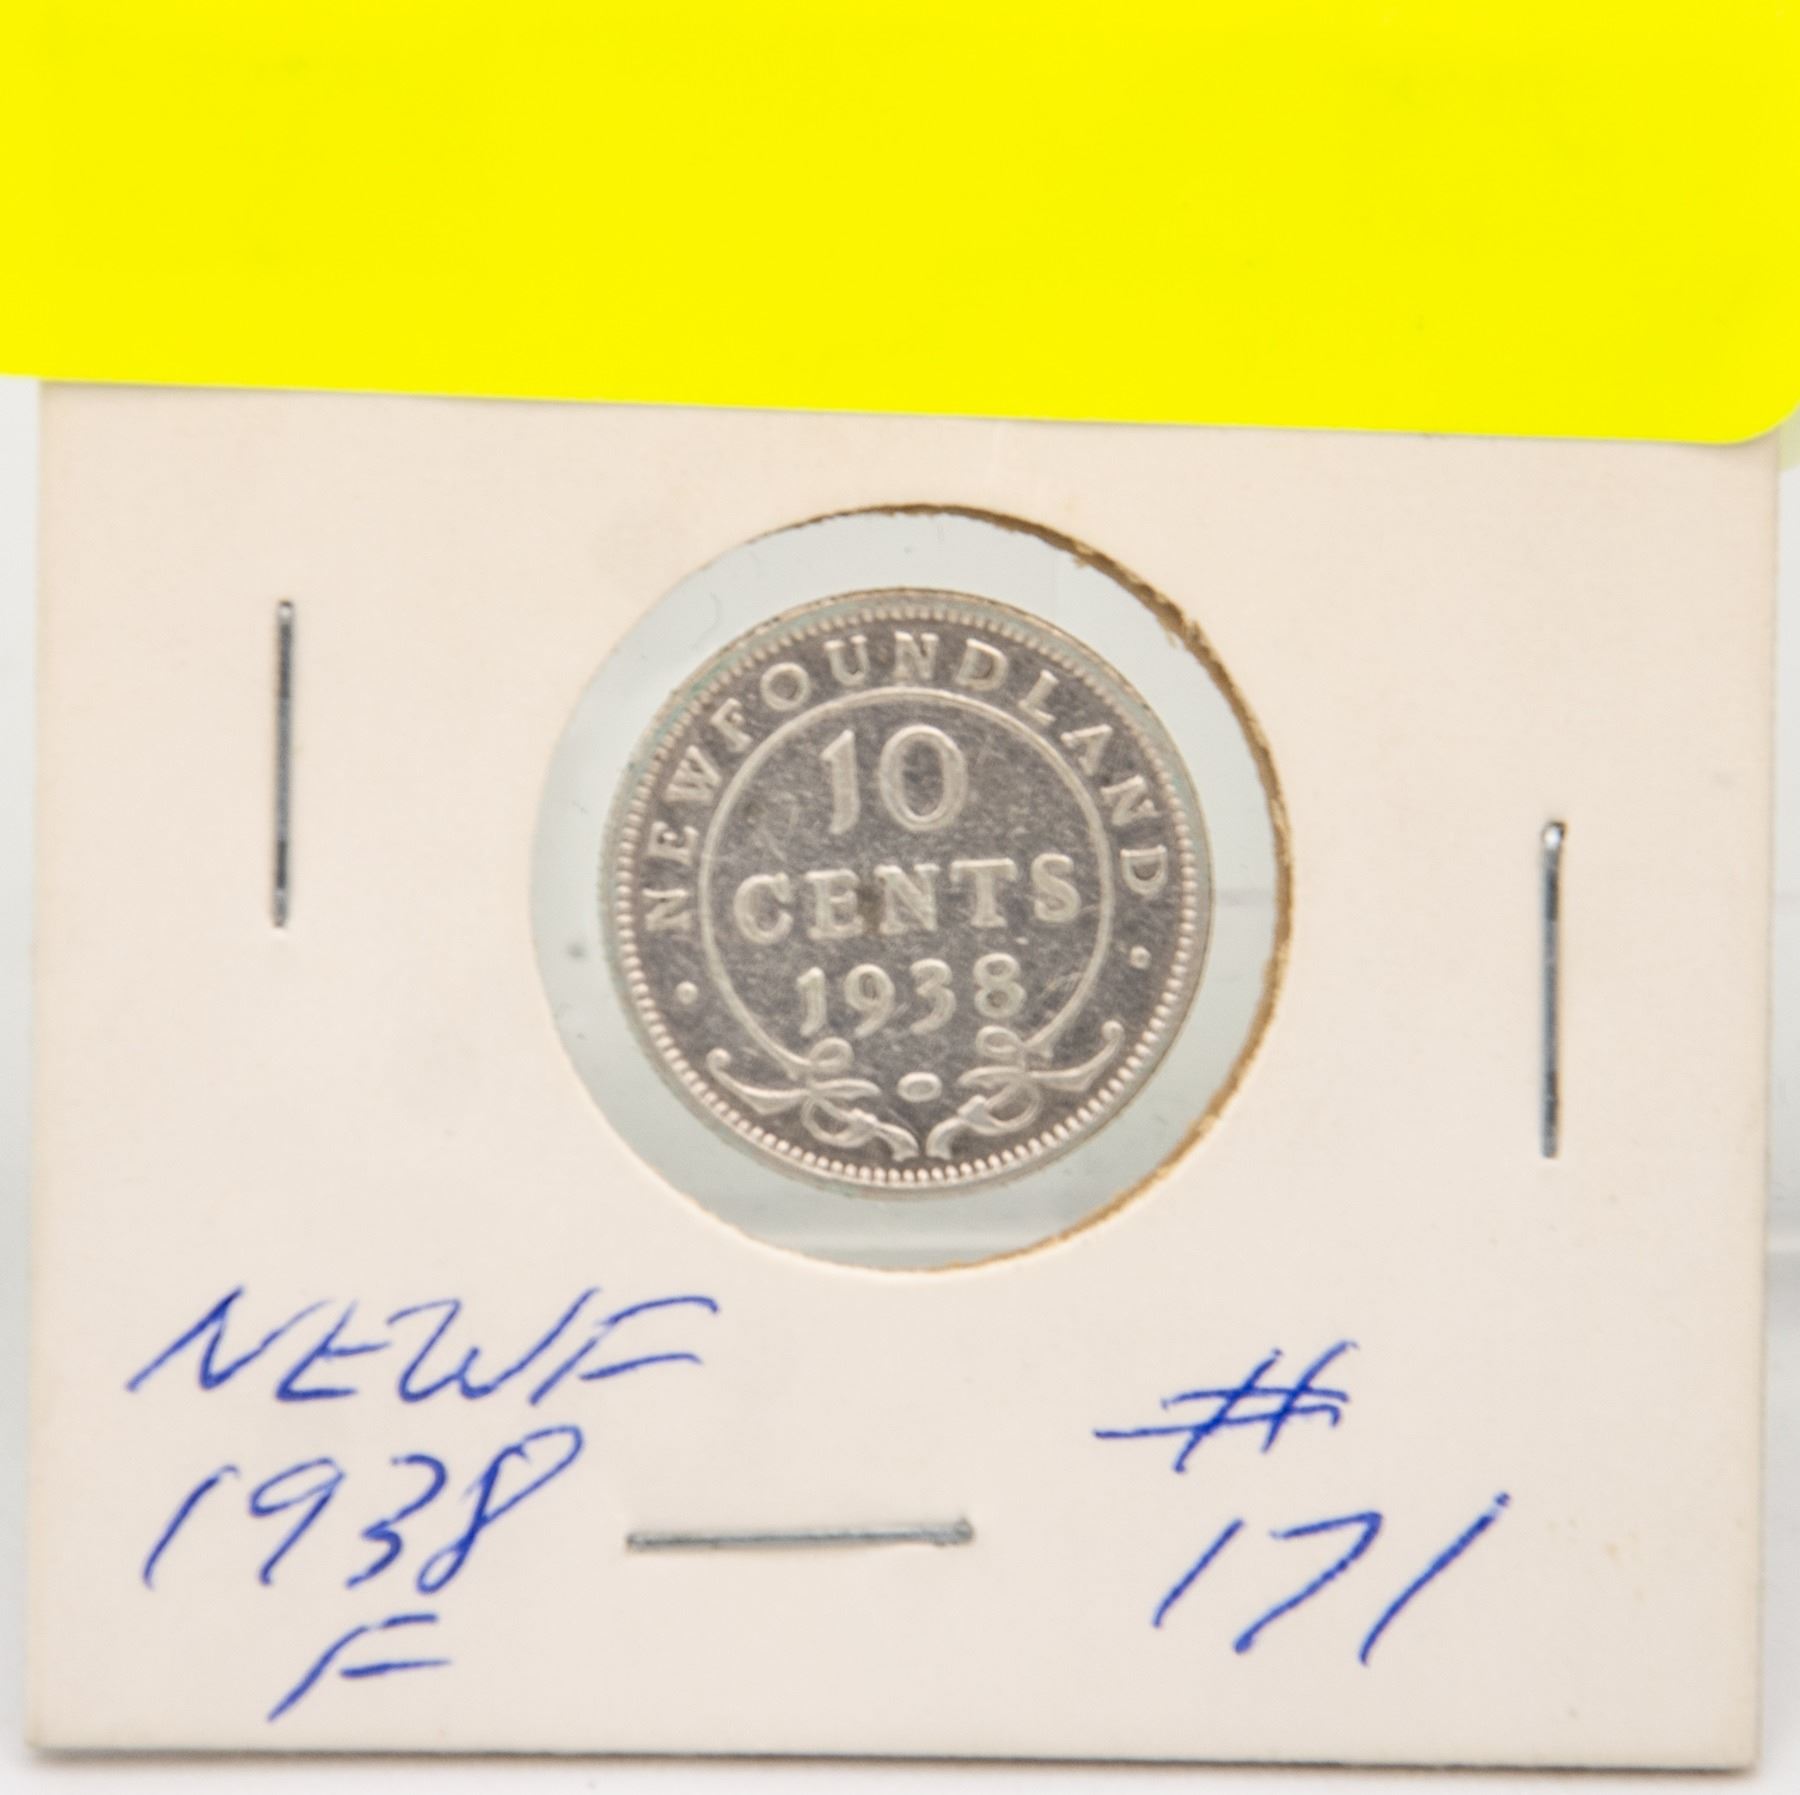 NEWFOUNDLAND
10
CENTS
1938
NEWF
1938
F
#
171